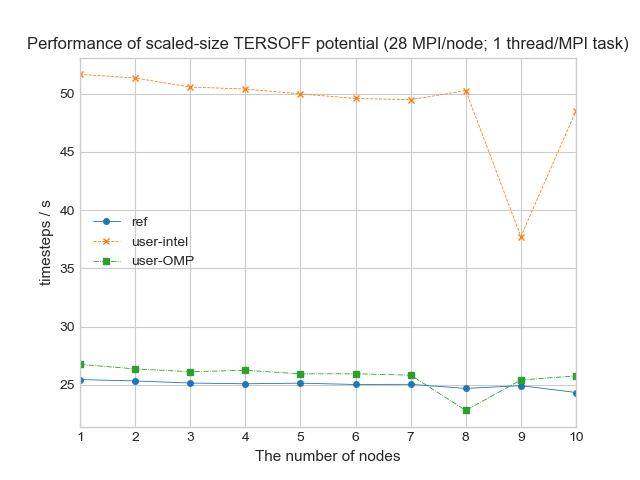 Performance of scaled-size TERSOFF potential (28 MPI/node; 1 thread/MPI task)
timesteps / s
50
45
40
35
30
25
ref
user-intel
user-OMP
1 2 3 4 5 6 7 8 9 10
The number of nodes